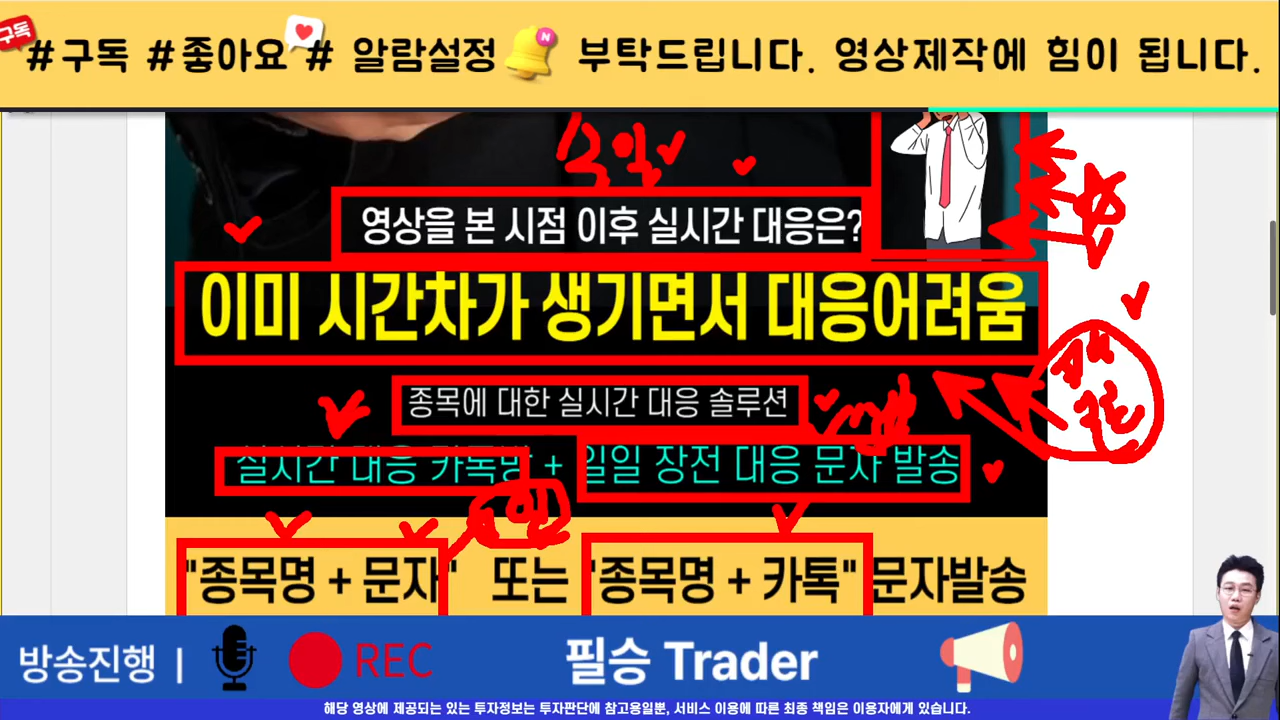 구독
#구독 #좋아요 # 알람설정 N 부탁드립니다. 영상제작에 힘이 됩니다.
영상을 본 시점 이후 실시간 대응은?
이미 시간차가 생기면서 대응어려움
종목에 대한 실시간 대응 솔루션
실시간 대응 카톡방 + 일일 장전 대응 문자 발송
"종목명 + 문자" 또는 "종목명 + 카톡" 문자발송
방송진행 | REC 필승 Trader
해당 영상에 제공되는 있는 투자정보는 투자판단에 참고용일뿐, 서비스 이용에 따른 최종 책임은 이용자에게 있습니다.